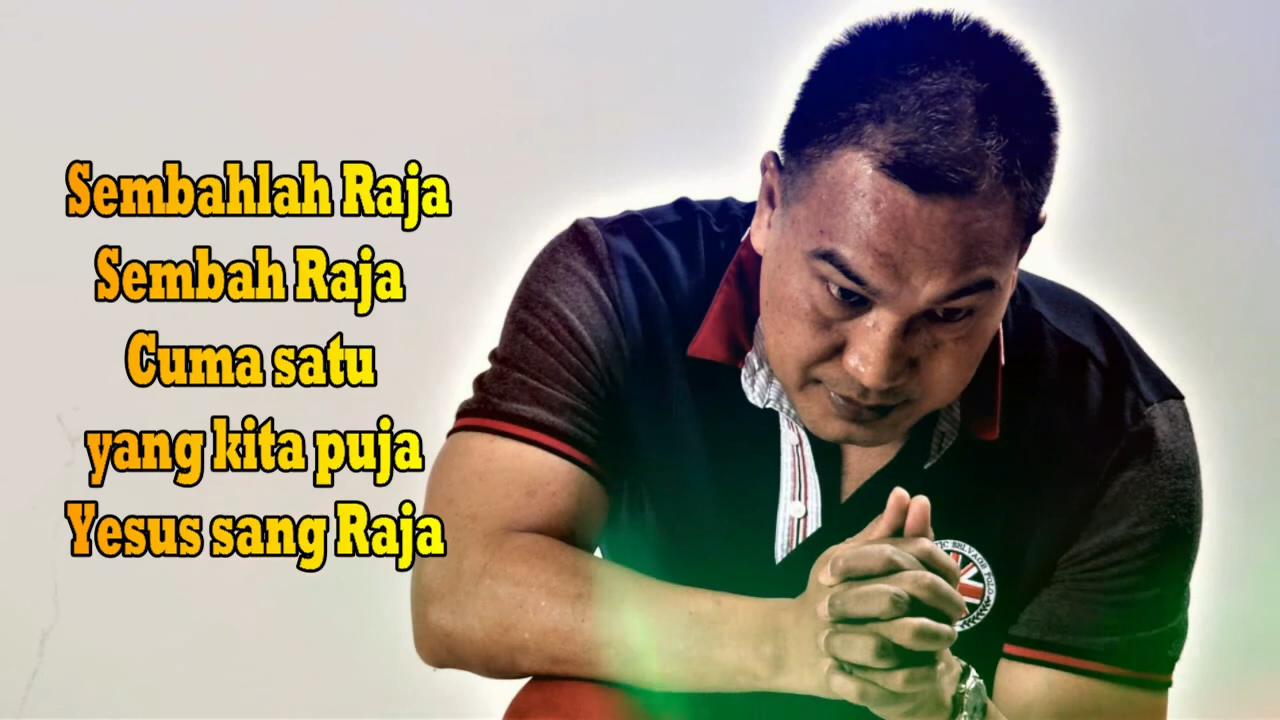 Sembahlah Raja
Sembah Raja
Cuma satu
yang kita puja
Yesus sang Raja